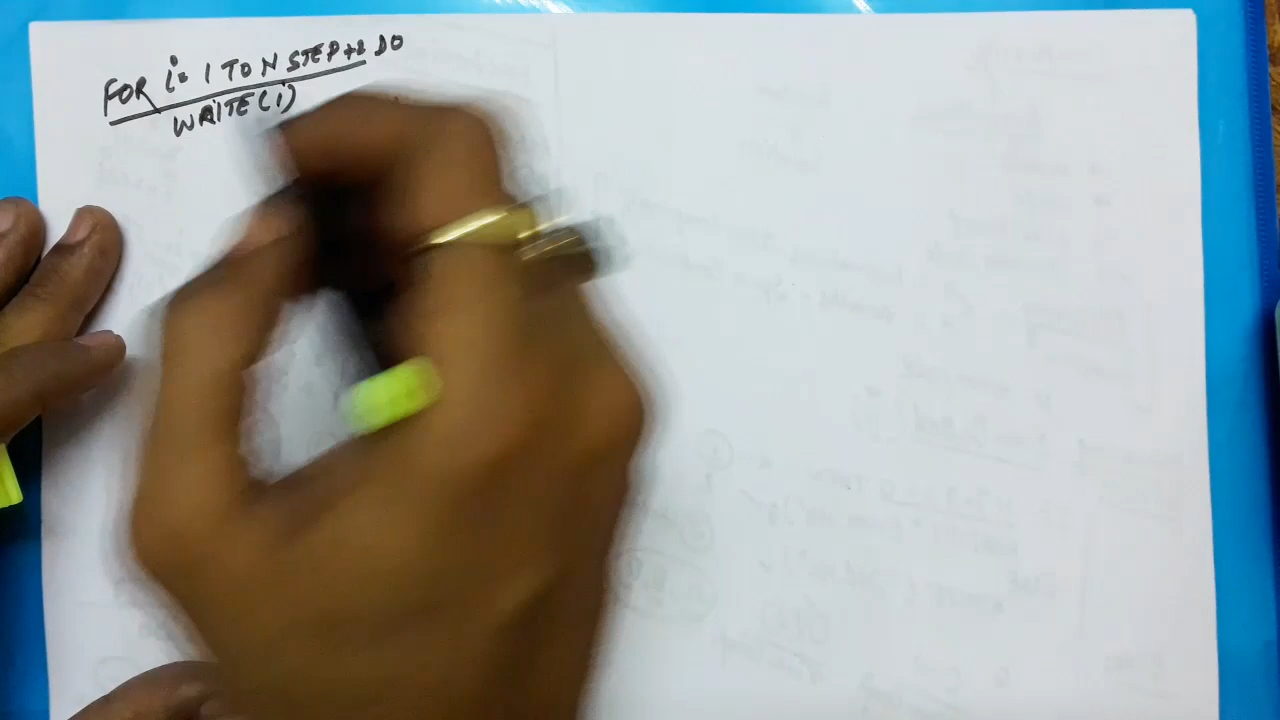 FOR i= 1 TO N STEP+2 DO
WRITE(i)